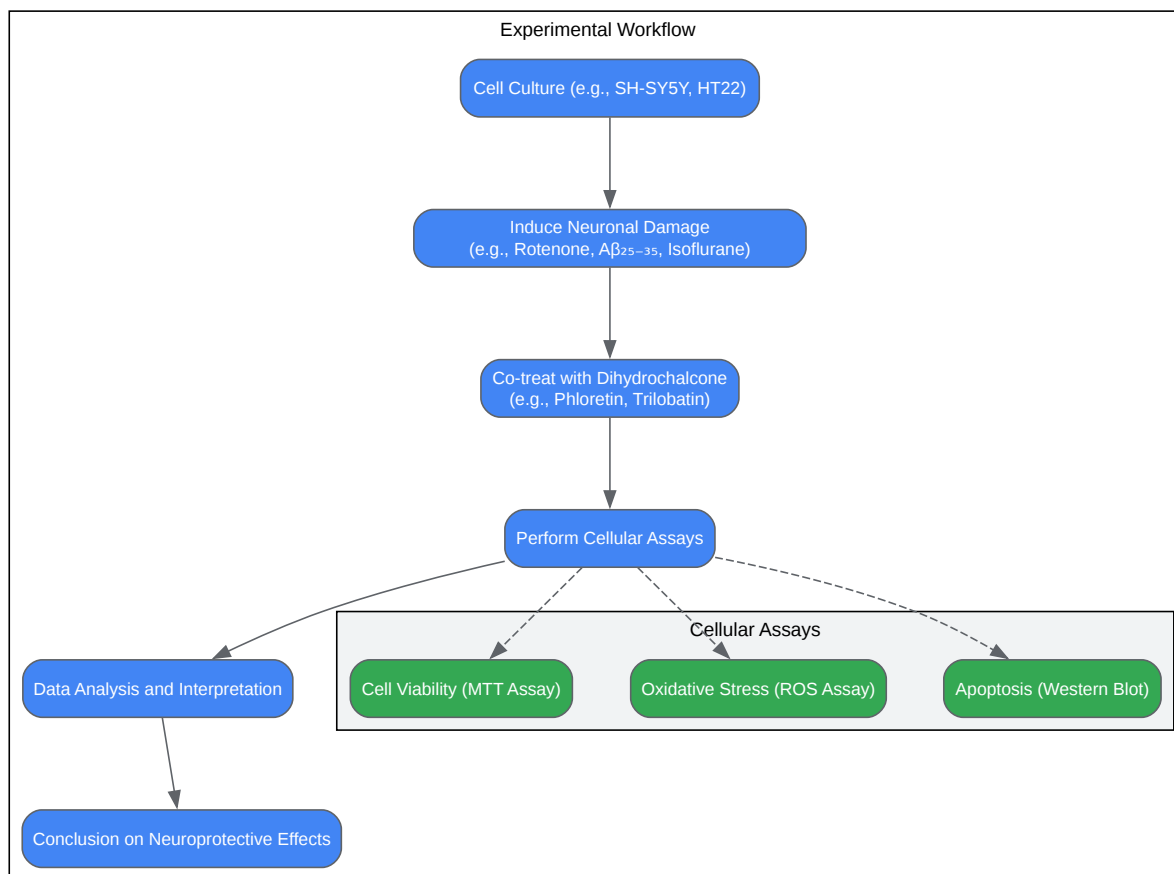 Experimental Workflow
Cell Culture (e.g., SH-SY5Y, HT22)
Induce Neuronal Damage
(e.g., Rotenone, Aβ₂₅₋₃₅, Isoflurane)
Co-treat with Dihydrochalcone
(e.g., Phloretin, Trilobatin)
Perform Cellular Assays
Cellular Assays
Data Analysis and Interpretation
Cell Viability (MTT Assay)
Oxidative Stress (ROS Assay)
Apoptosis (Western Blot)
Conclusion on Neuroprotective Effects